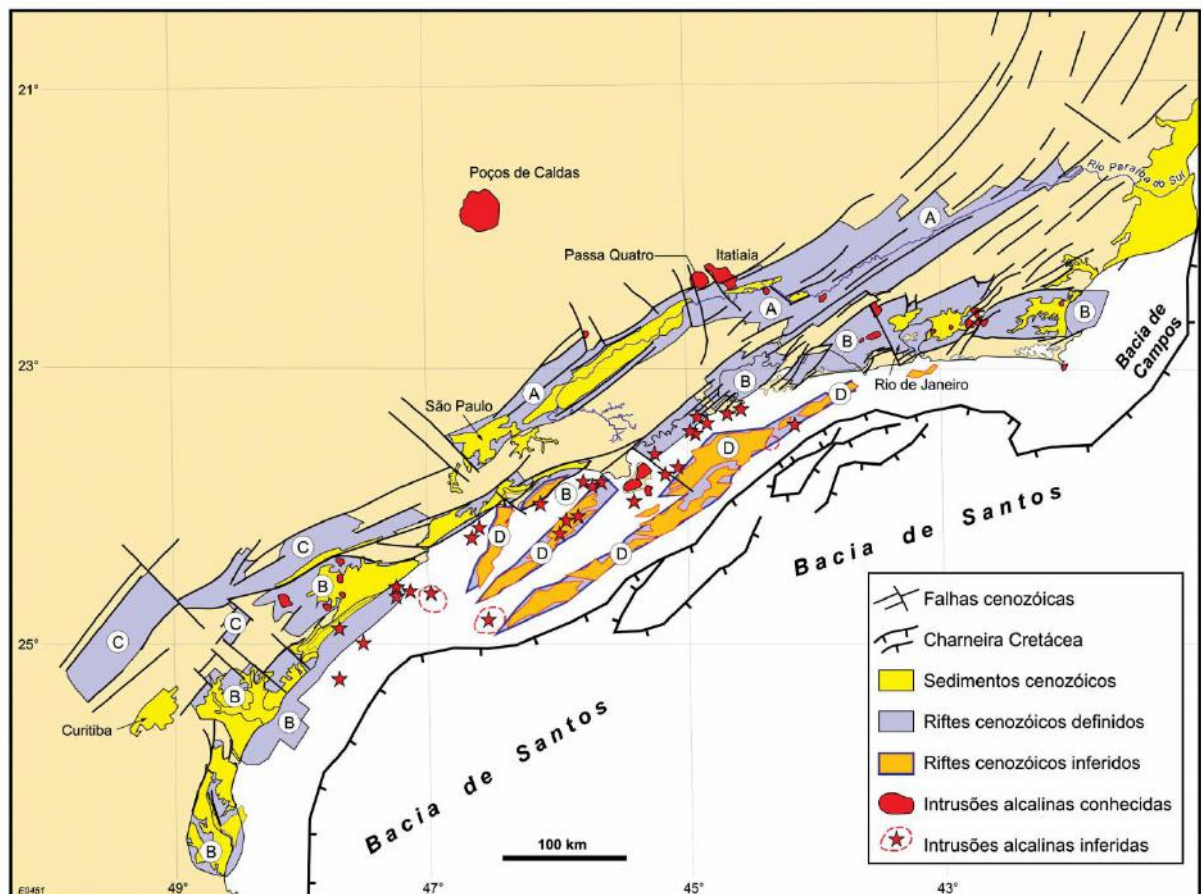 21°
23°
25°
Poços de Caldas
Passa Quatro
Itatiaia
Rio Paraíba do Sul
A
A
A
São Paulo
B
B
B
Rio de Janeiro
Bacia de
Campos
D
D
D
D
D
B
C
C
C
B
B
B
B
Curitiba
Bacia de Santos
Bacia de Santos
Falhas cenozóicas
Charneira Cretácea
Sedimentos cenozóicos
Riftes cenozóicos definidos
Riftes cenozóicos inferidos
Intrusões alcalinas conhecidas
Intrusões alcalinas inferidas
100 km
E0451
49°
47°
45°
43°